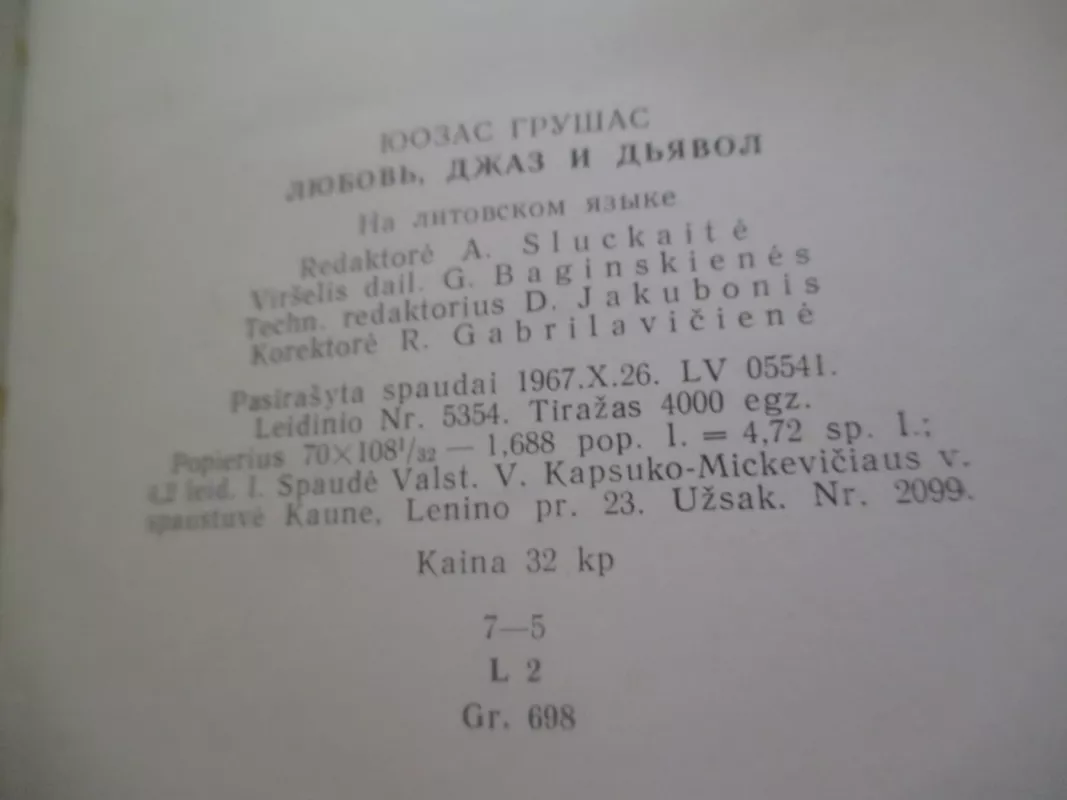 ЮОЗАС ГРУШАС
ЛЮБОВЬ, ДЖАЗ И ДЬЯВОЛ
На литовском языке
Redaktorė A. Sluckaitė
Viršelis dail. G. Baginskienės
Techn. redaktorius D. Jakubonis
Korektorė R. Gabrilavičienė
Pasirašyta spaudai 1967.X.26. LV 05541.
Leidinio Nr. 5354. Tiražas 4000 egz.
Popierius 70×108¹/₃₂ — 1,688 pop. l. = 4,72 sp. l.;
4,2 leid. l. Spaudė Valst. V. Kapsuko-Mickevičiaus v.
spaustuvė Kaune, Lenino pr. 23. Užsak. Nr. 2099.
Kaina 32 kp
7—5
L 2
Gr. 698